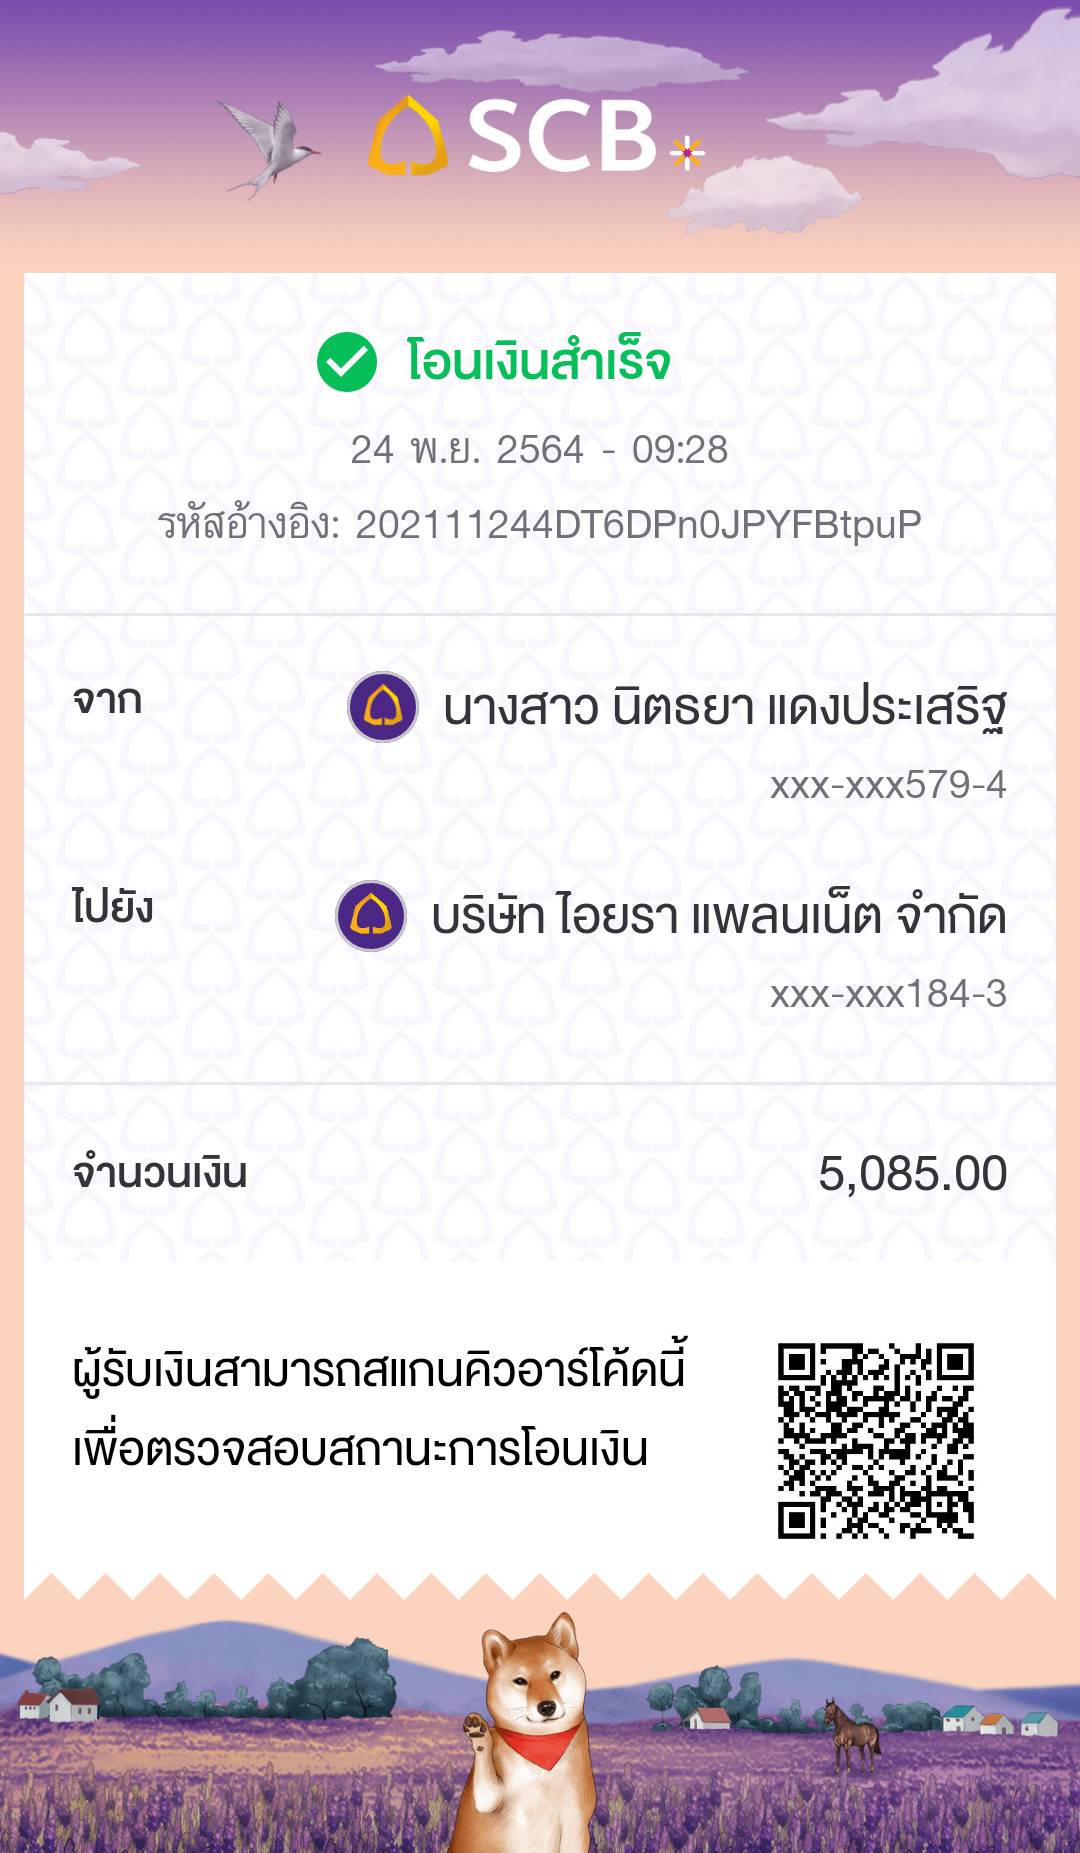 SCB
โอนเงินสำเร็จ
24 พ.ย. 2564 - 09:28
รหัสอ้างอิง: 202111244DT6DPn0JPYFBtpuP
จาก นางสาว นิตธยา แดงประเสริฐ
xxx-xxx579-4
ไปยัง บริษัท ไอยรา แพลนเน็ต จำกัด
xxx-xxx184-3
จำนวนเงิน 5,085.00
ผู้รับเงินสามารถสแกนคิวอาร์โค้ดนี้
เพื่อตรวจสอบสถานะการโอนเงิน